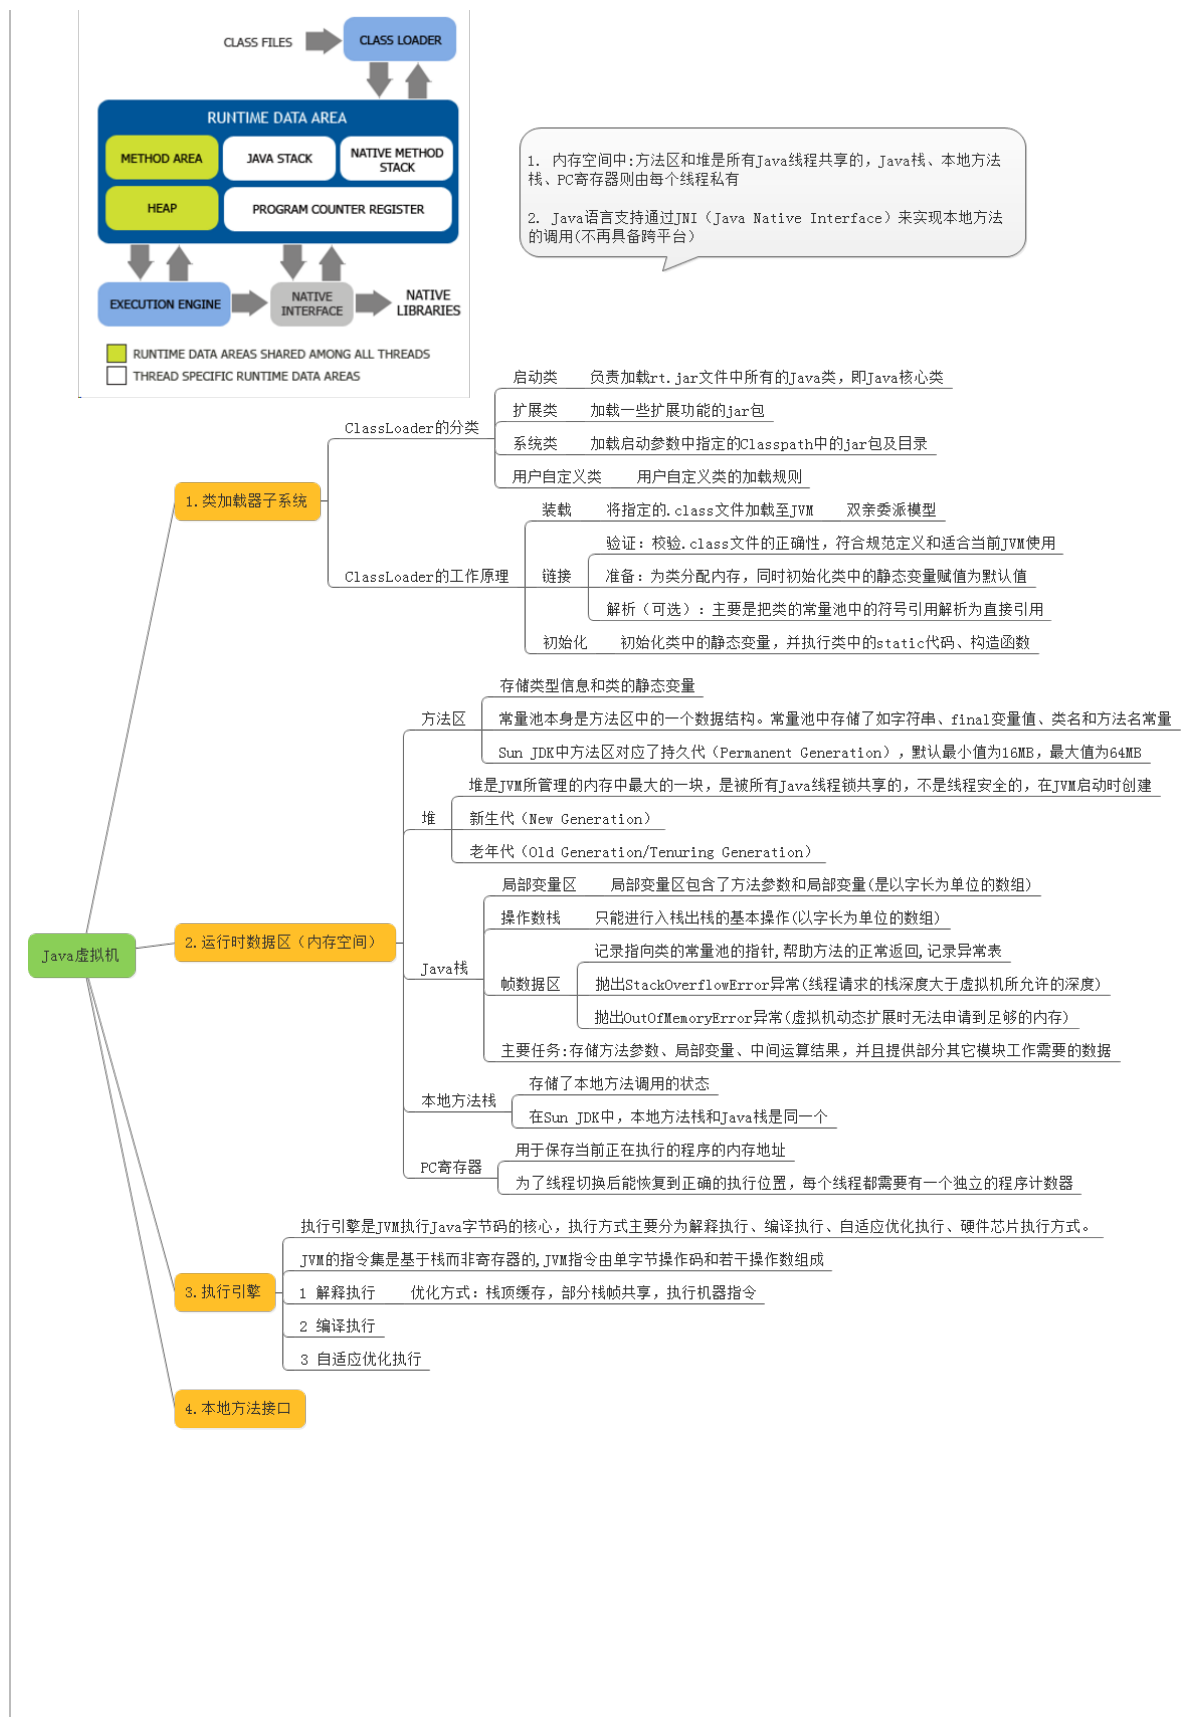 CLASS FILES
CLASS LOADER
RUNTIME DATA AREA
METHOD AREA
JAVA STACK
NATIVE METHOD
STACK
HEAP
PROGRAM COUNTER REGISTER
EXECUTION ENGINE
NATIVE
INTERFACE
NATIVE
LIBRARIES
RUNTIME DATA AREAS SHARED AMONG ALL THREADS
THREAD SPECIFIC RUNTIME DATA AREAS
1. 内存空间中:方法区和堆是所有Java线程共享的，Java栈、本地方法
栈、PC寄存器则由每个线程私有
2. Java语言支持通过JNI（Java Native Interface）来实现本地方法
的调用(不再具备跨平台）
Java虚拟机
1.类加载器子系统
ClassLoader的分类
启动类
负责加载rt.jar文件中所有的Java类，即Java核心类
扩展类
加载一些扩展功能的jar包
系统类
加载启动参数中指定的Classpath中的jar包及目录
用户自定义类
用户自定义类的加载规则
ClassLoader的工作原理
装载
将指定的.class文件加载至JVM
双亲委派模型
链接
验证：校验.class文件的正确性，符合规范定义和适合当前JVM使用
准备：为类分配内存，同时初始化类中的静态变量赋值为默认值
解析（可选）：主要是把类的常量池中的符号引用解析为直接引用
初始化
初始化类中的静态变量，并执行类中的static代码、构造函数
2.运行时数据区（内存空间）
方法区
存储类型信息和类的静态变量
常量池本身是方法区中的一个数据结构。常量池中存储了如字符串、final变量值、类名和方法名常量
Sun JDK中方法区对应了持久代（Permanent Generation），默认最小值为16MB，最大值为64MB
堆
堆是JVM所管理的内存中最大的一块，是被所有Java线程锁共享的，不是线程安全的，在JVM启动时创建
新生代（New Generation）
老年代（Old Generation/Tenuring Generation）
Java栈
局部变量区
局部变量区包含了方法参数和局部变量(是以字长为单位的数组)
操作数栈
只能进行入栈出栈的基本操作(以字长为单位的数组)
帧数据区
记录指向类的常量池的指针,帮助方法的正常返回,记录异常表
抛出StackOverflowError异常(线程请求的栈深度大于虚拟机所允许的深度)
抛出OutOfMemoryError异常(虚拟机动态扩展时无法申请到足够的内存)
主要任务:存储方法参数、局部变量、中间运算结果，并且提供部分其它模块工作需要的数据
本地方法栈
存储了本地方法调用的状态
在Sun JDK中，本地方法栈和Java栈是同一个
PC寄存器
用于保存当前正在执行的程序的内存地址
为了线程切换后能恢复到正确的执行位置，每个线程都需要有一个独立的程序计数器
3.执行引擎
执行引擎是JVM执行Java字节码的核心，执行方式主要分为解释执行、编译执行、自适应优化执行、硬件芯片执行方式。
JVM的指令集是基于栈而非寄存器的,JVM指令由单字节操作码和若干操作数组成
1 解释执行
优化方式：栈顶缓存，部分栈帧共享，执行机器指令
2 编译执行
3 自适应优化执行
4.本地方法接口